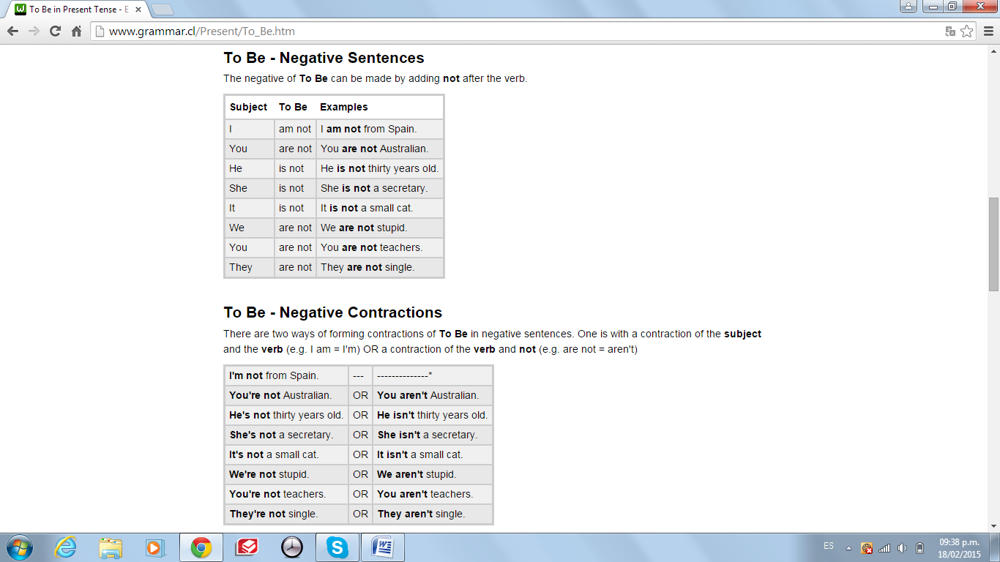 To Be in Present Tense - E
www.grammar.cl/Present/To_Be.htm
To Be - Negative Sentences
The negative of To Be can be made by adding not after the verb.
Subject To Be Examples
I am not I am not from Spain.
You are not You are not Australian.
He is not He is not thirty years old.
She is not She is not a secretary.
It is not It is not a small cat.
We are not We are not stupid.
You are not You are not teachers.
They are not They are not single.
To Be - Negative Contractions
There are two ways of forming contractions of To Be in negative sentences. One is with a contraction of the subject
and the verb (e.g. I am = I'm) OR a contraction of the verb and not (e.g. are not = aren't)
I'm not from Spain. --- --------------*
You're not Australian. OR You aren't Australian.
He's not thirty years old. OR He isn't thirty years old.
She's not a secretary. OR She isn't a secretary.
It's not a small cat. OR It isn't a small cat.
We're not stupid. OR We aren't stupid.
You're not teachers. OR You aren't teachers.
They're not single. OR They aren't single.
ES
09:38 p.m.
18/02/2015